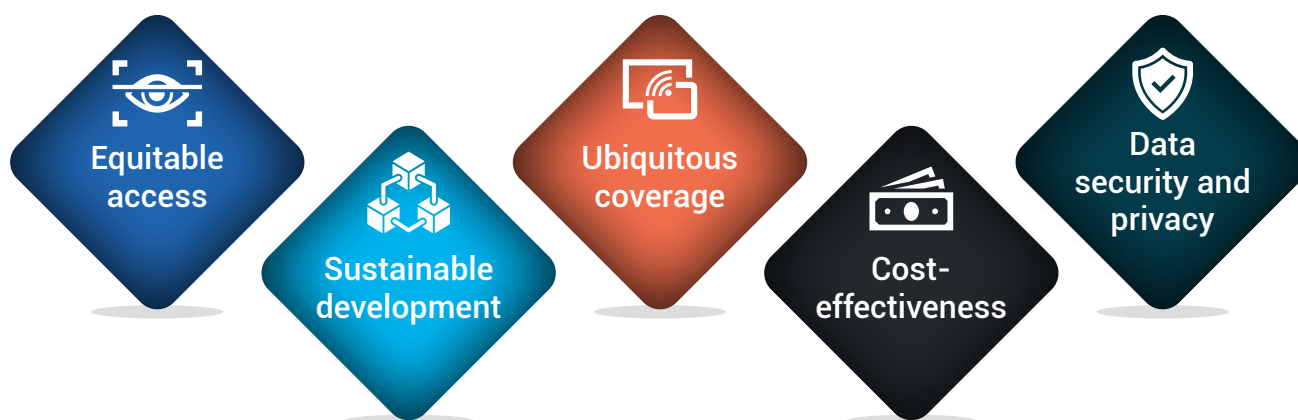 Equitable
access
Sustainable
development
Ubiquitous
coverage
Cost-
effectiveness
Data
security and
privacy